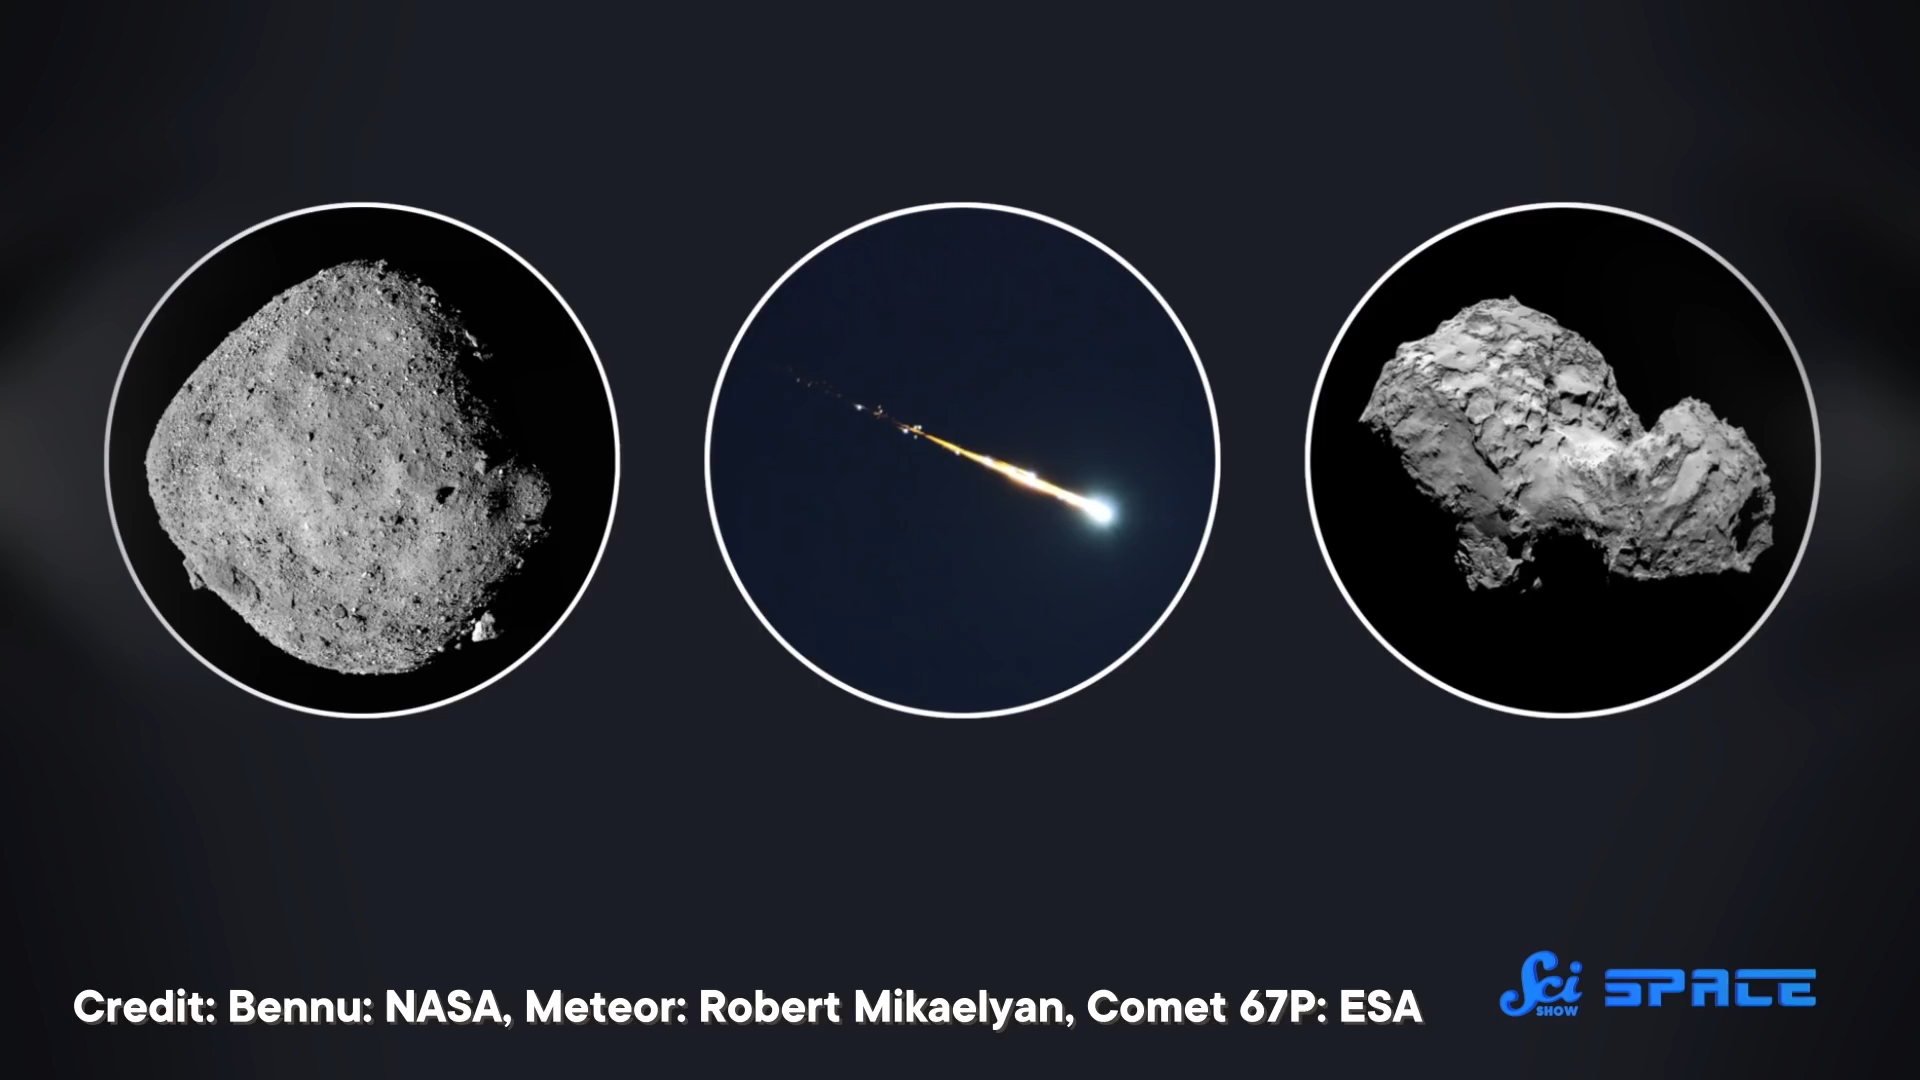 Credit: Bennu: NASA, Meteor: Robert Mikaelyan, Comet 67P: ESA
Sci SHOW SPACE